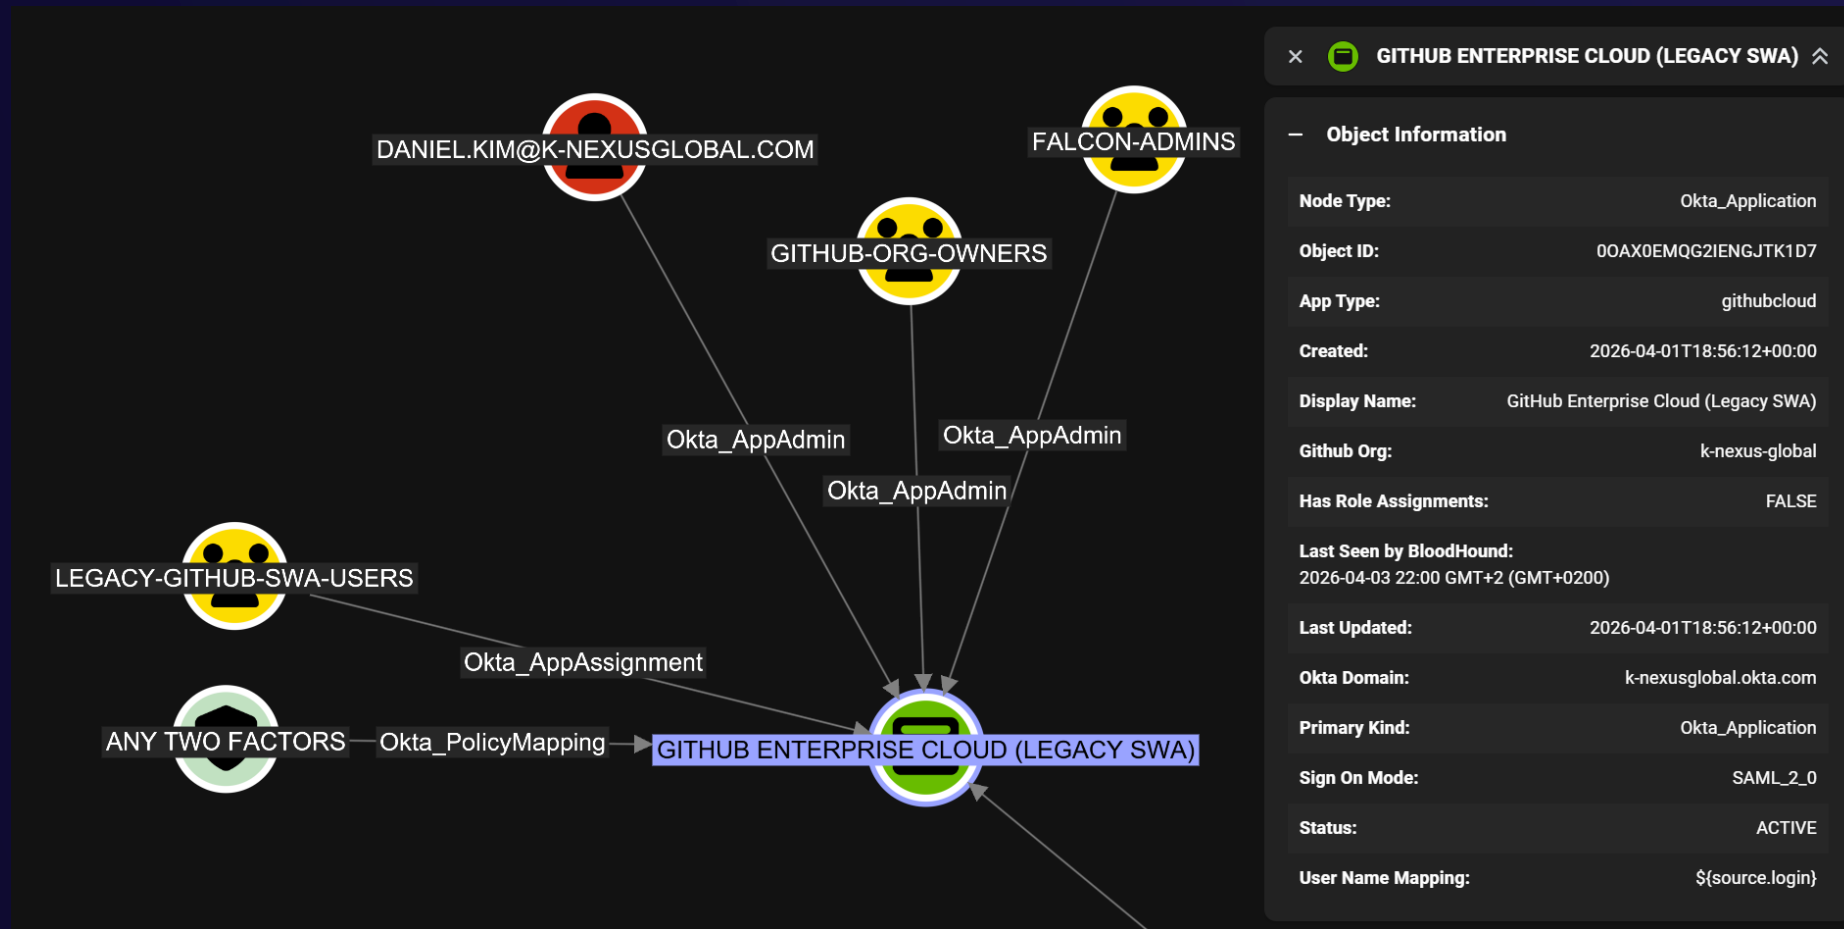 DANIEL.KIM@K-NEXUSGLOBAL.COM
FALCON-ADMINS
GITHUB-ORG-OWNERS
Okta_AppAdmin
Okta_AppAdmin
Okta_AppAdmin
LEGACY-GITHUB-SWA-USERS
Okta_AppAssignment
ANY TWO FACTORS
Okta_PolicyMapping
GITHUB ENTERPRISE CLOUD (LEGACY SWA)
GITHUB ENTERPRISE CLOUD (LEGACY SWA)
Object Information
Node Type: Okta_Application
Object ID: 0OAX0EMQG2IENGJTK1D7
App Type: githubcloud
Created: 2026-04-01T18:56:12+00:00
Display Name: GitHub Enterprise Cloud (Legacy SWA)
Github Org: k-nexus-global
Has Role Assignments: FALSE
Last Seen by BloodHound:
2026-04-03 22:00 GMT+2 (GMT+0200)
Last Updated: 2026-04-01T18:56:12+00:00
Okta Domain: k-nexusglobal.okta.com
Primary Kind: Okta_Application
Sign On Mode: SAML_2_0
Status: ACTIVE
User Name Mapping: ${source.login}